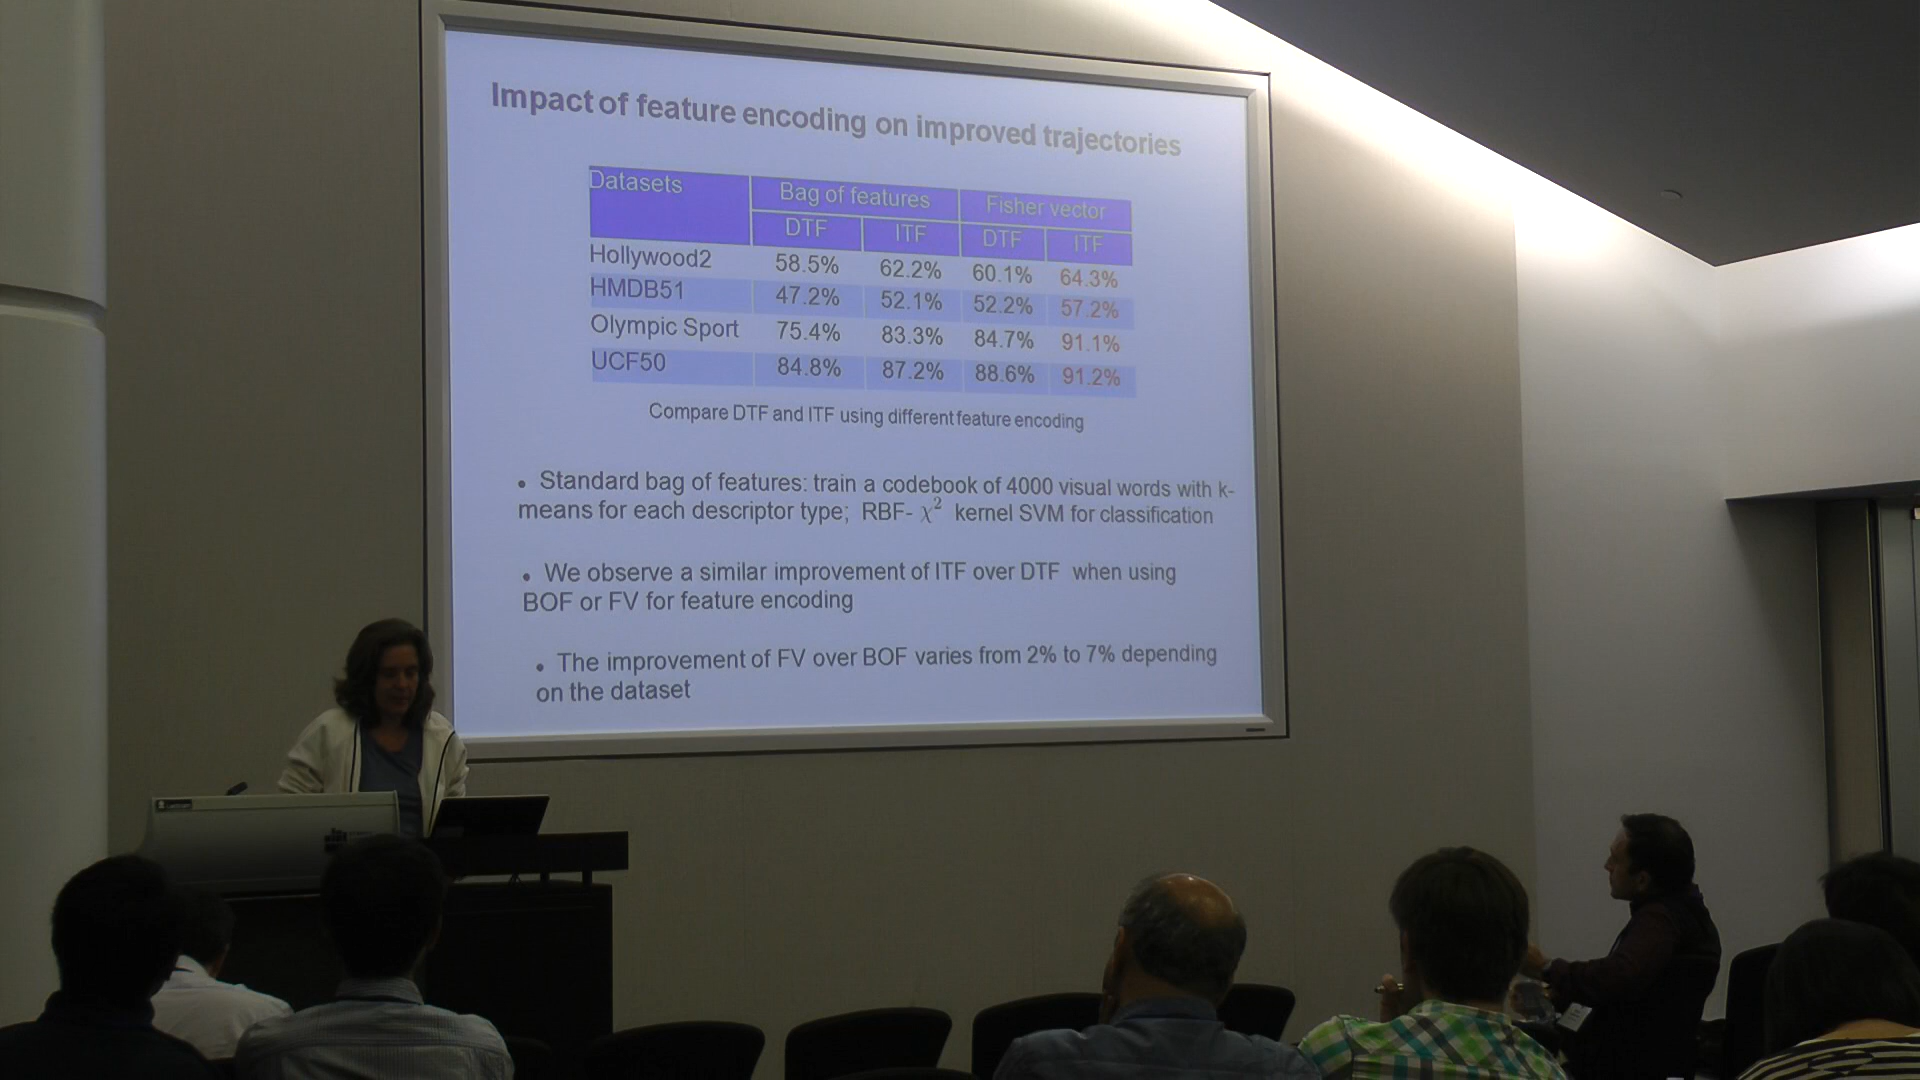 Impact of feature encoding on improved trajectories
Datasets Bag of features Fisher vector
DTF ITF DTF ITF
Hollywood2 58.5% 62.2% 60.1% 64.3%
HMDB51 47.2% 52.1% 52.2% 57.2%
Olympic Sport 75.4% 83.3% 84.7% 91.1%
UCF50 84.8% 87.2% 88.6% 91.2%
Compare DTF and ITF using different feature encoding
• Standard bag of features: train a codebook of 4000 visual words with k-
means for each descriptor type; RBF- χ² kernel SVM for classification
• We observe a similar improvement of ITF over DTF when using
BOF or FV for feature encoding
• The improvement of FV over BOF varies from 2% to 7% depending
on the dataset